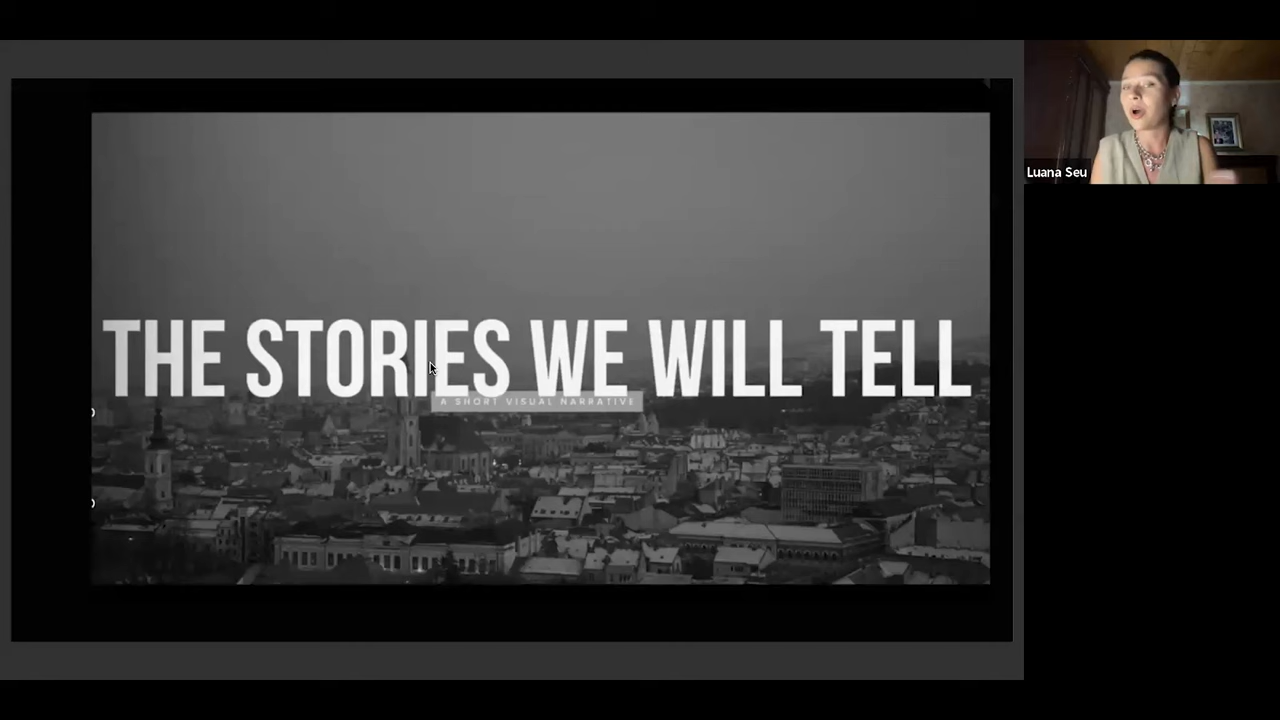 THE STORIES WE WILL TELL
A SHORT VISUAL NARRATIVE
Luana Seu